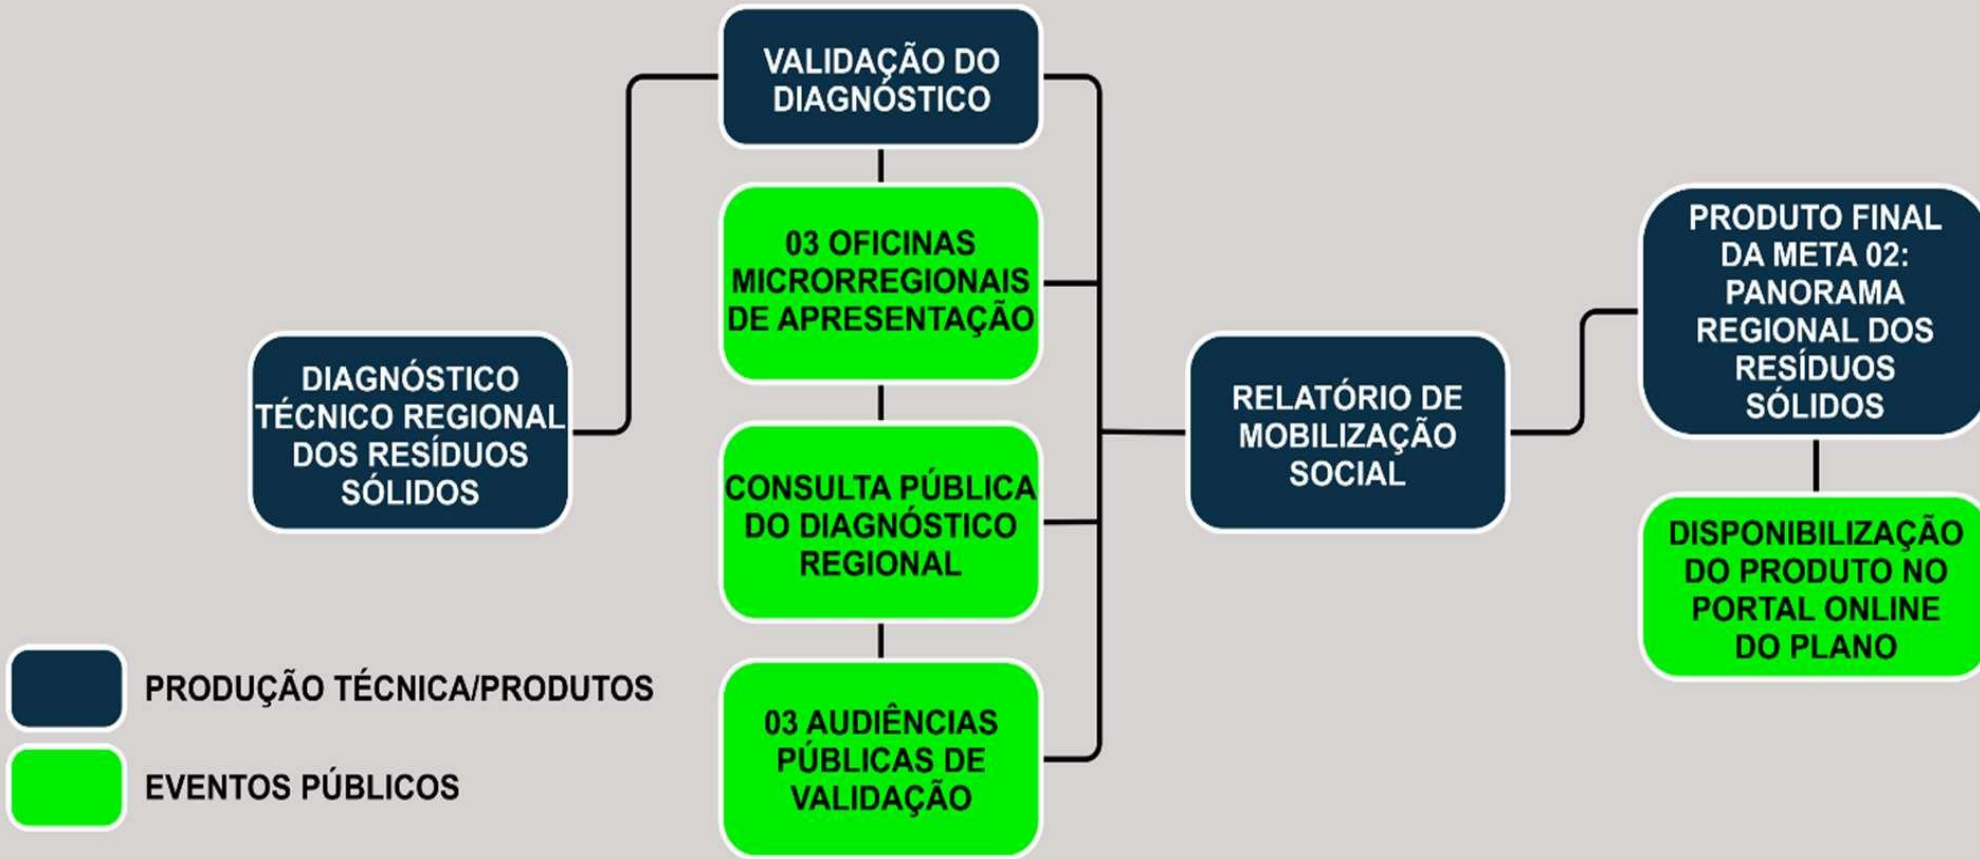 VALIDAÇÃO DO
DIAGNÓSTICO
03 OFICINAS
MICRORREGIONAIS
DE APRESENTAÇÃO
DIAGNÓSTICO
TÉCNICO REGIONAL
DOS RESÍDUOS
SÓLIDOS
CONSULTA PÚBLICA
DO DIAGNÓSTICO
REGIONAL
03 AUDIÊNCIAS
PÚBLICAS DE
VALIDAÇÃO
RELATÓRIO DE
MOBILIZAÇÃO
SOCIAL
PRODUTO FINAL
DA META 02:
PANORAMA
REGIONAL DOS
RESÍDUOS
SÓLIDOS
DISPONIBILIZAÇÃO
DO PRODUTO NO
PORTAL ONLINE
DO PLANO
PRODUÇÃO TÉCNICA/PRODUTOS
EVENTOS PÚBLICOS